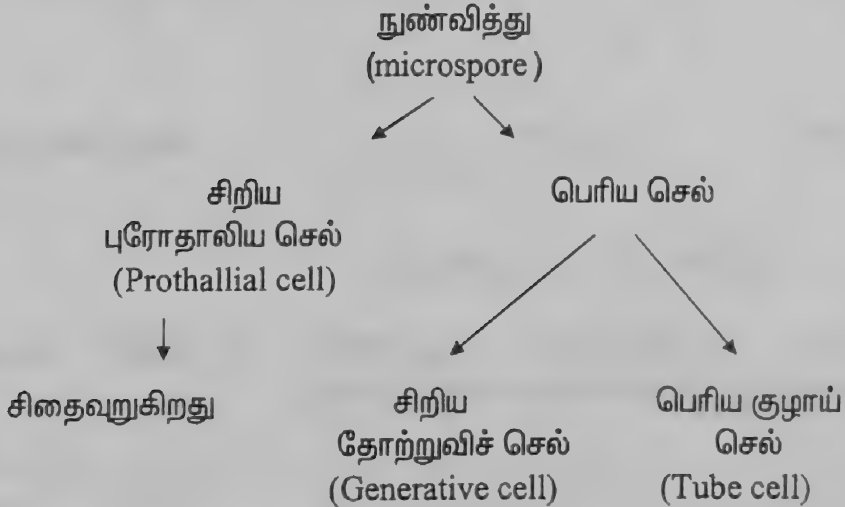 நுண்வித்து
(microspore)
சிறிய
புரோதாலிய செல்
(Prothallial cell)
பெரிய செல்
சிதைவுறுகிறது
சிறிய
தோற்றுவிச் செல்
(Generative cell)
பெரிய குழாய்
செல்
(Tube cell)